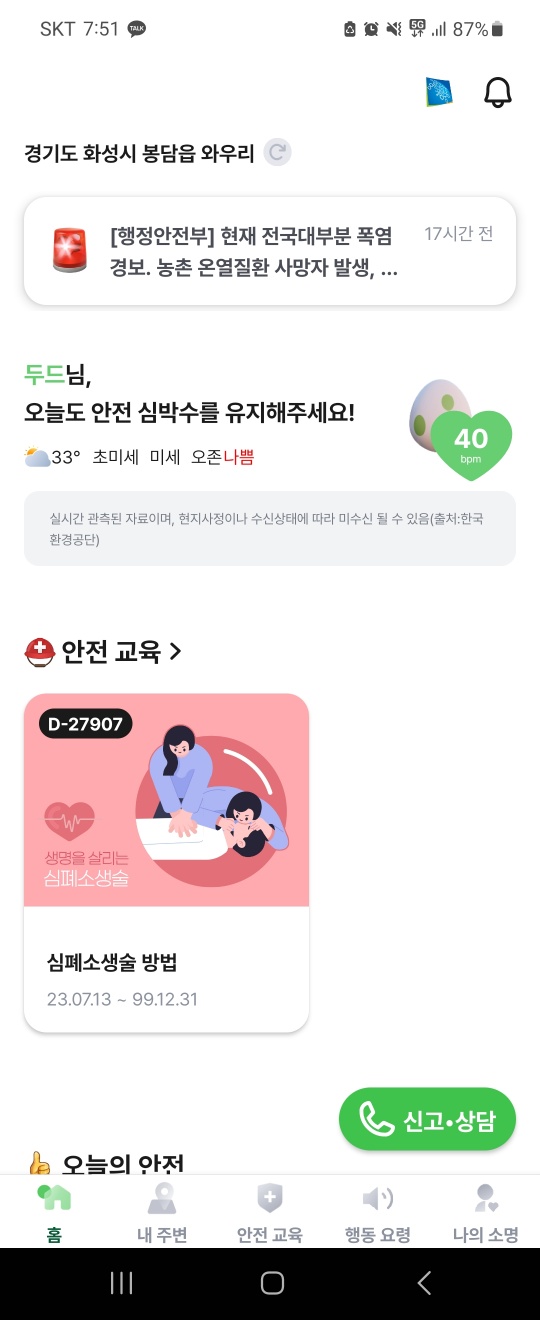 SKT 7:51 TALK 5G 87%
경기도 화성시 봉담읍 와우리
[행정안전부] 현재 전국대부분 폭염 17시간 전
경보. 농촌 온열질환 사망자 발생, ...
두드님,
오늘도 안전 심박수를 유지해주세요!
40
bpm
33° 초미세 미세 오존나쁨
실시간 관측된 자료이며, 현지사정이나 수신상태에 따라 미수신 될 수 있음(출처:한국
환경공단)
안전 교육
D-27907
생명을 살리는
심폐소생술
심폐소생술 방법
23.07.13 ~ 99.12.31
신고•상담
오늘의 안전
홈 내 주변 안전 교육 행동 요령 나의 소명